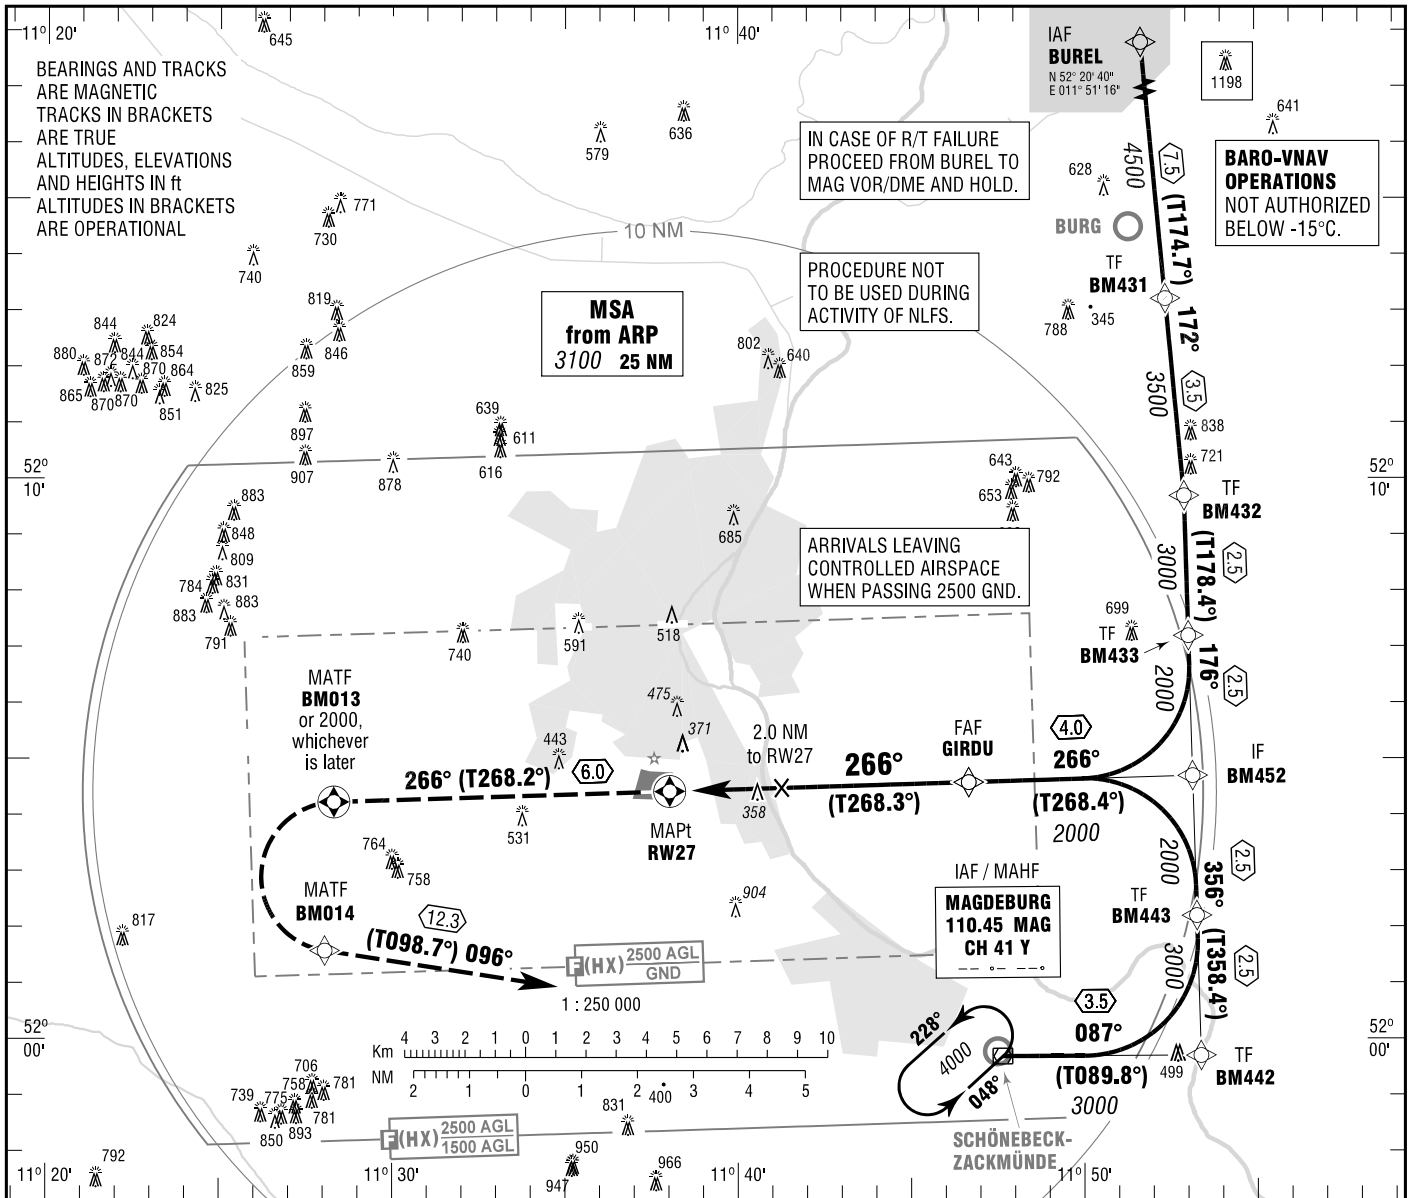 11° 20'
645
11° 40'
IAF
BUREL
N 52° 20' 40"
E 011° 51' 16"
1198
641
BEARINGS AND TRACKS
ARE MAGNETIC
TRACKS IN BRACKETS
ARE TRUE
ALTITUDES, ELEVATIONS
AND HEIGHTS IN ft
ALTITUDES IN BRACKETS
ARE OPERATIONAL
579
636
IN CASE OF R/T FAILURE
PROCEED FROM BUREL TO
MAG VOR/DME AND HOLD.
628
4500
7.5
(T174.7°)
BARO-VNAV
OPERATIONS
NOT AUTHORIZED
BELOW -15°C.
771
730
740
10 NM
BURG
PROCEDURE NOT
TO BE USED DURING
ACTIVITY OF NLFS.
TF
BM431
788
345
172°
MSA
from ARP
3100 25 NM
819
846
859
844
824
880
872
844
854
870
864
865
870
870
851
825
802
640
3500
3.5
838
721
897
907
878
639
611
616
643
792
653
52°
10'
52°
10'
TF
BM432
883
848
809
784
831
883
883
791
685
ARRIVALS LEAVING
CONTROLLED AIRSPACE
WHEN PASSING 2500 GND.
3000
(T178.4°)
2.5
699
TF
BM433
740
591
518
2000
176°
2.5
MATF
BM013
or 2000,
whichever
is later
475
371
443
2.0 NM
to RW27
266°
(T268.3°)
FAF
GIRDU
4.0
266°
(T268.4°)
2000
IF
BM452
266° (T268.2°)
6.0
358
MAPt
RW27
531
764
758
2000
356°
2.5
MATF
BM014
12.3
(T098.7°) 096°
904
IAF / MAHF
MAGDEBURG
110.45 MAG
CH 41 Y
TF
BM443
817
F(HX) 2500 AGL
GND
3000
(T358.4°)
2.5
1 : 250 000
3.5
087°
(T089.8°)
3000
499
TF
BM442
228°
4000
048°
52°
00'
52°
00'
Km 4 3 2 1 0 0 1 2 3 4 5 6 7 8 9 10
NM 2 1 0 1 2 3 4 5
400
706
758
781
739
775
781
850
893
831
F(HX) 2500 AGL
1500 AGL
SCHÖNEBECK-
ZACKMÜNDE
792
950
947
966
11° 20'
11° 30'
11° 40'
11° 50'